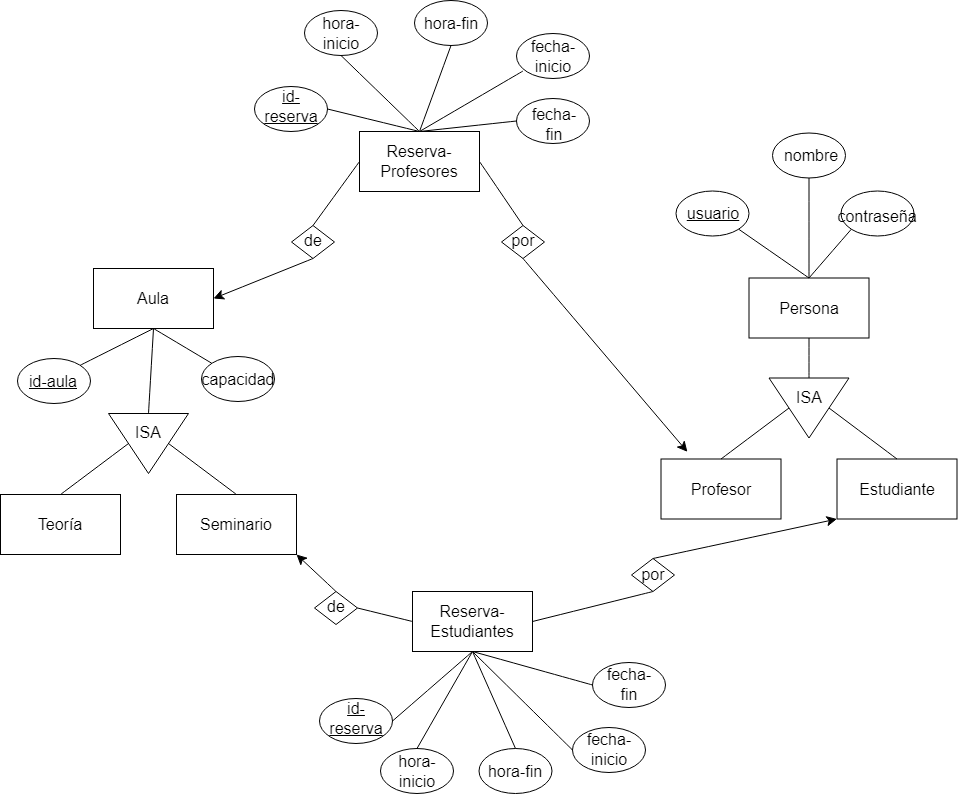 hora-
inicio
hora-fin
fecha-
inicio
id-
reserva
fecha-
fin
Reserva-
Profesores
nombre
usuario
contraseña
de
por
Aula
Persona
id-aula
capacidad
ISA
ISA
Teoría
Seminario
Profesor
Estudiante
de
por
Reserva-
Estudiantes
fecha-
fin
id-
reserva
hora-
inicio
hora-fin
fecha-
inicio